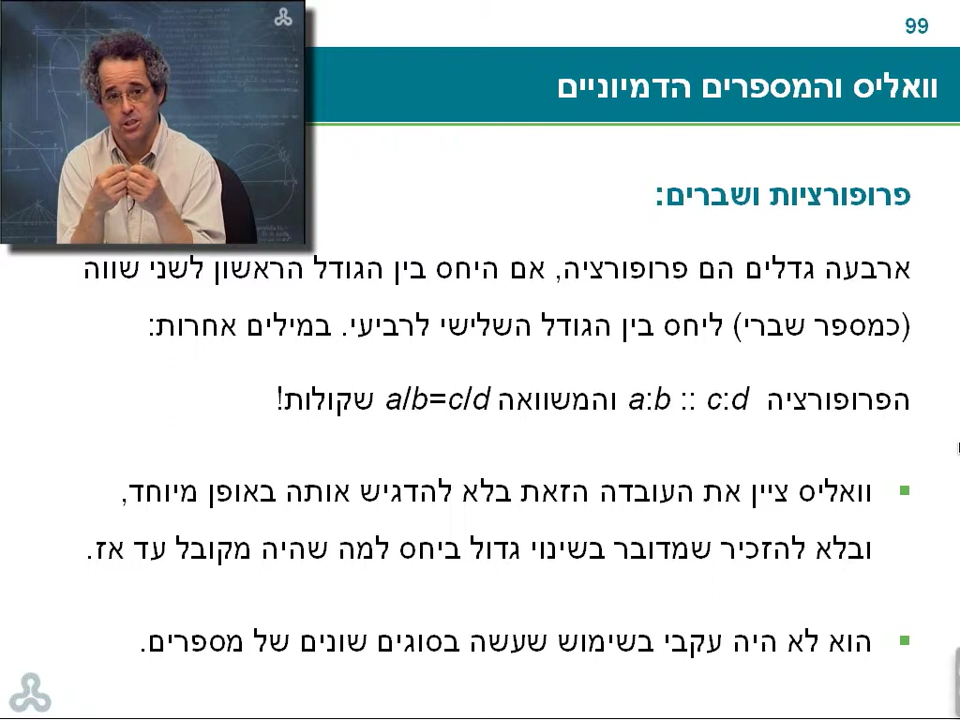 99
וואליס והמספרים הדמיוניים
פרופורציות ושברים:
ארבעה גדלים הם פרופורציה, אם היחס בין הגודל הראשון לשני שווה
(כמספר שברי) ליחס בין הגודל השלישי לרביעי. במילים אחרות:
הפרופורציה a:b :: c:d והמשוואה a/b=c/d שקולות!
וואליס ציין את העובדה הזאת בלא להדגיש אותה באופן מיוחד,
ובלא להזכיר שמדובר בשינוי גדול ביחס למה שהיה מקובל עד אז.
הוא לא היה עקבי בשימוש שעשה בסוגים שונים של מספרים.